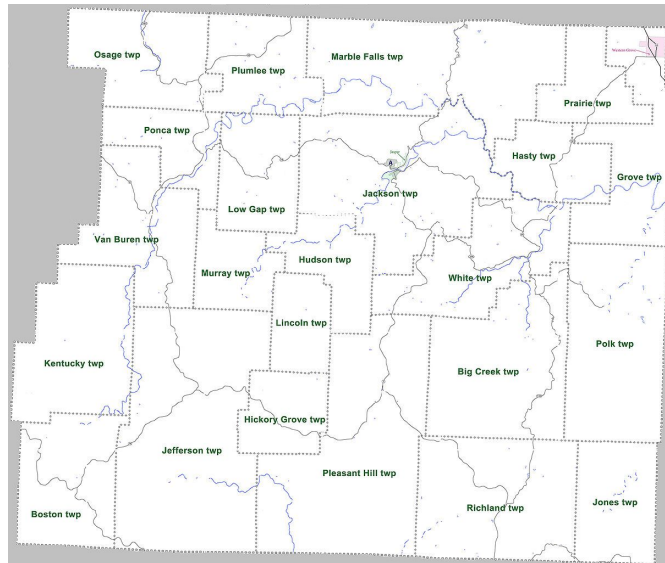 Osage twp
Plumlee twp
Marble Falls twp
Prairie twp
Ponca twp
Hasty twp
Grove twp
A
Jackson twp
Low Gap twp
Van Buren twp
Murray twp
Hudson twp
White twp
Lincoln twp
Polk twp
Kentucky twp
Big Creek twp
Hickory Grove twp
Jefferson twp
Pleasant Hill twp
Richland twp
Jones twp
Boston twp